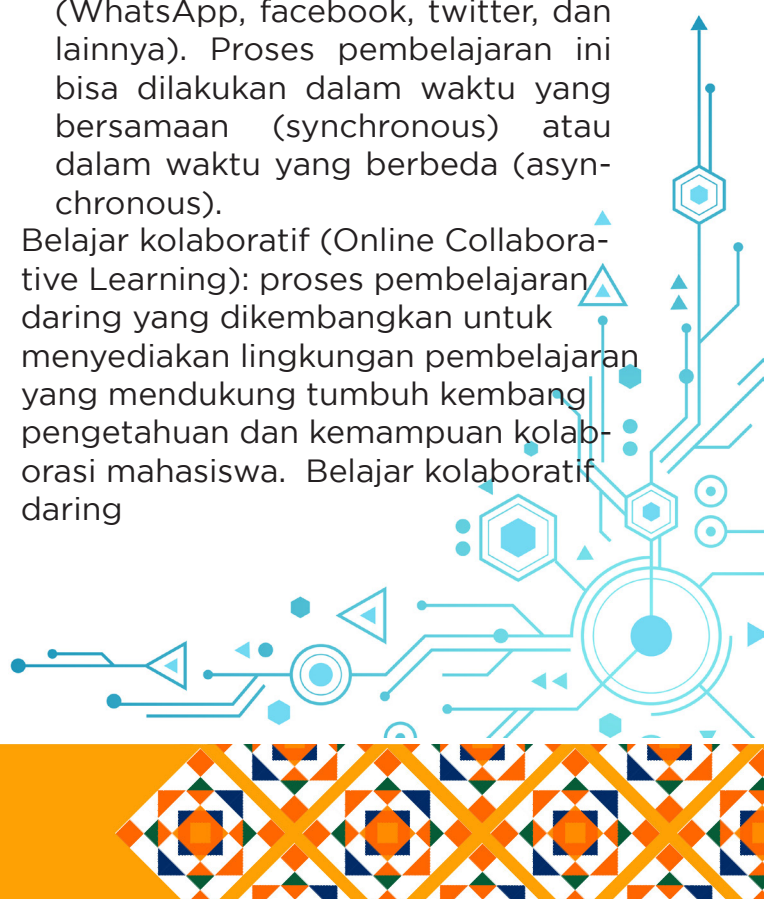 (WhatsApp, facebook, twitter, dan
lainnya). Proses pembelajaran ini
bisa dilakukan dalam waktu yang
bersamaan (synchronous) atau
dalam waktu yang berbeda (asyn-
chronous).
Belajar kolaboratif (Online Collabora-
tive Learning): proses pembelajaran
daring yang dikembangkan untuk
menyediakan lingkungan pembelajaran
yang mendukung tumbuh kembang
pengetahuan dan kemampuan kolab-
orasi mahasiswa.  Belajar kolaboratif
daring